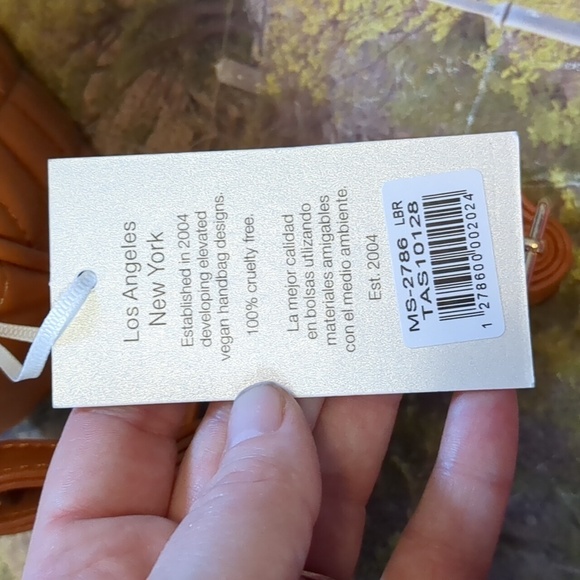 Los Angeles
New York
Established in 2004
developing elevated
vegan handbag designs.
100% cruelty free.
La mejor calidad
en bolsas utlizando
materiales amigables
con el medio ambiente.
Est. 2004
MS-2786 LBR
TAS10128
1 278600 002024